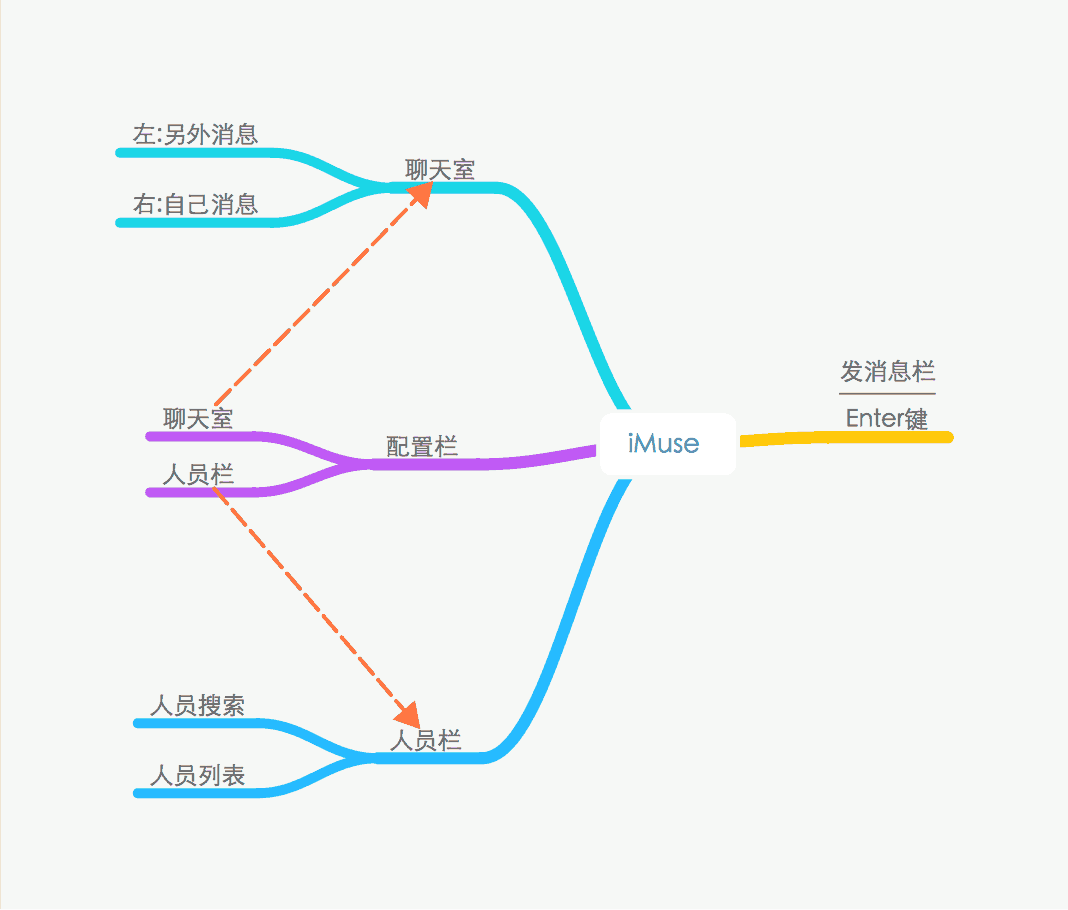 左:另外消息
聊天室
右:自己消息
聊天室
配置栏
人员栏
iMuse
发消息栏
Enter键
人员搜索
人员栏
人员列表